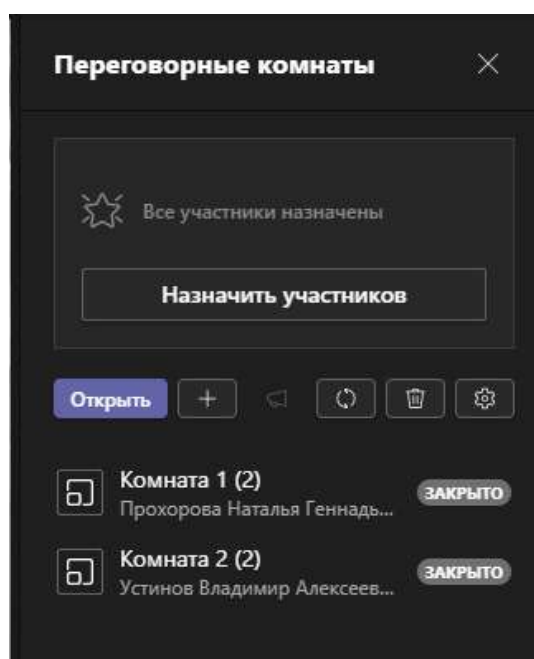 Переговорные комнаты
Все участники назначены
Назначить участников
Открыть
Комната 1 (2)
ЗАКРЫТО
Прохорова Наталья Геннадь...
Комната 2 (2)
ЗАКРЫТО
Устинов Владимир Алексеев...